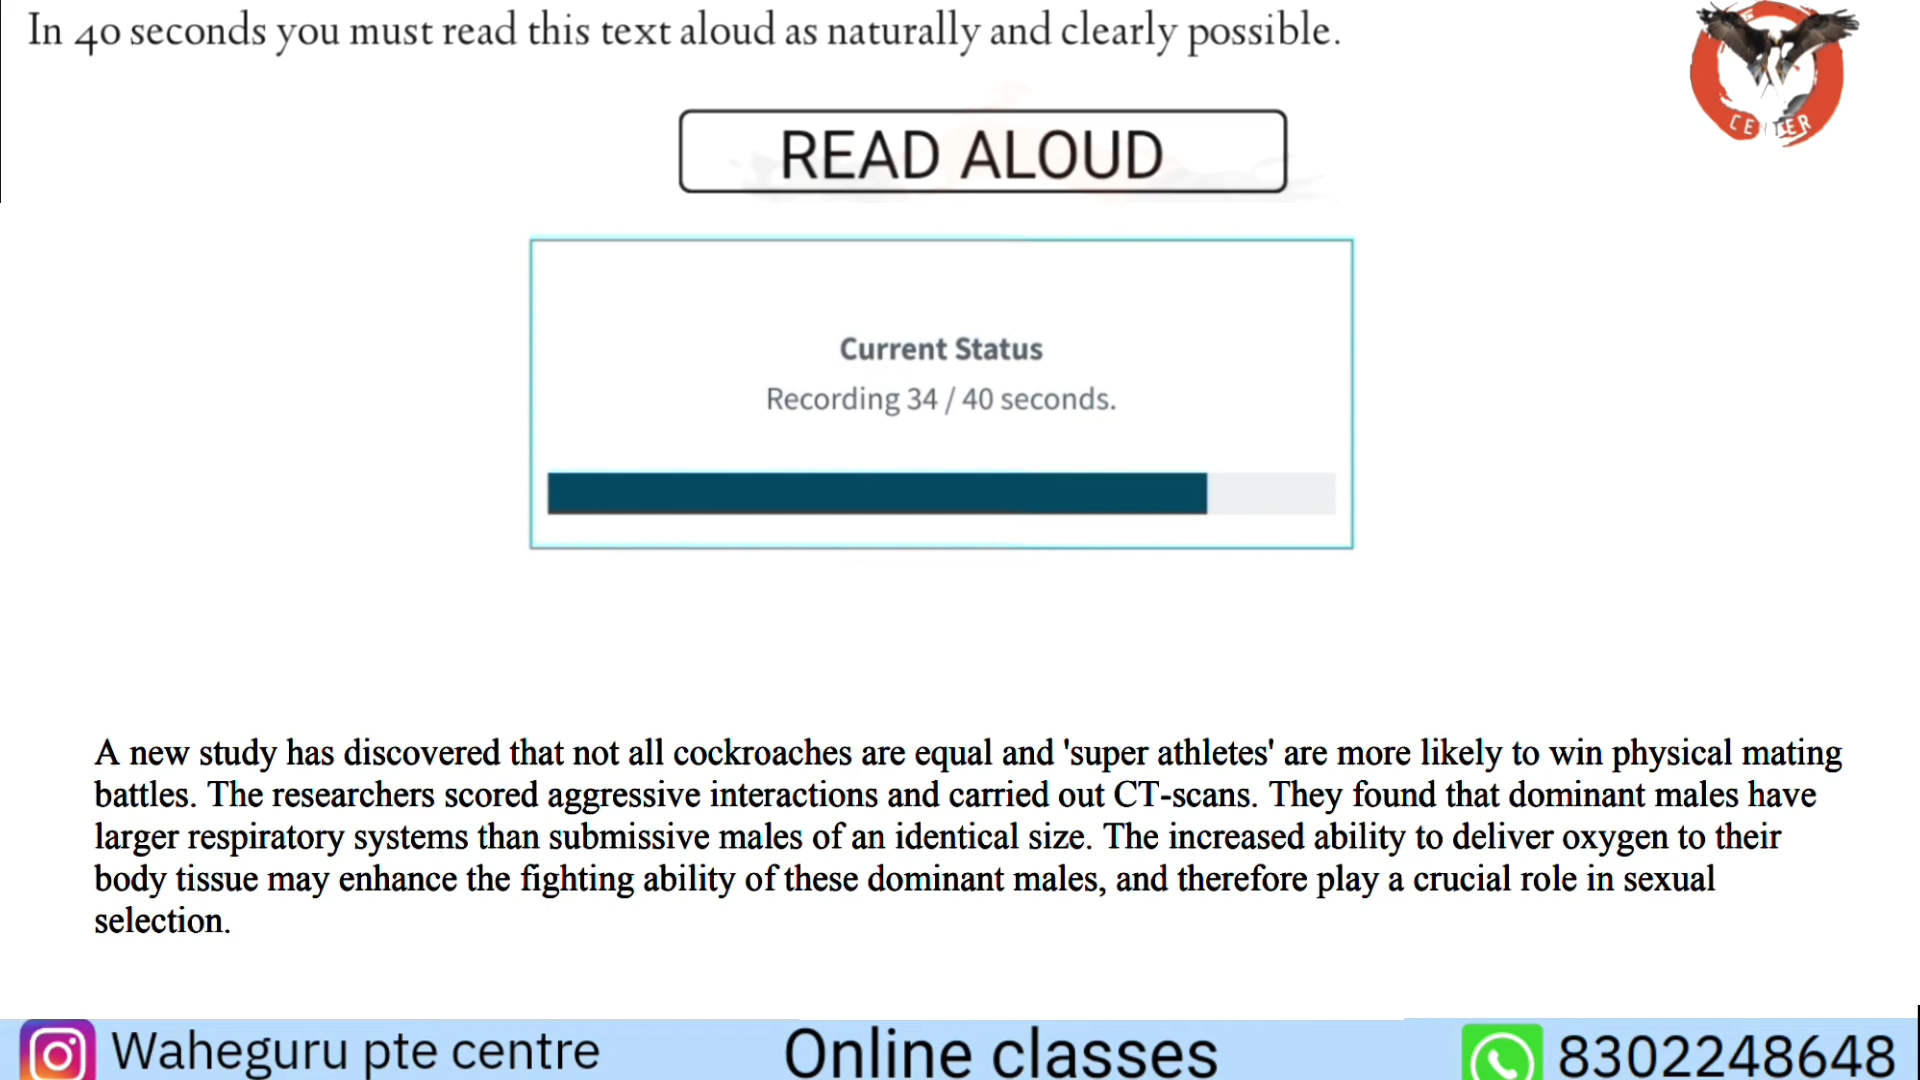 In 40 seconds you must read this text aloud as naturally and clearly possible.
READ ALOUD
Current Status
Recording 34 / 40 seconds.
A new study has discovered that not all cockroaches are equal and 'super athletes' are more likely to win physical mating
battles. The researchers scored aggressive interactions and carried out CT-scans. They found that dominant males have
larger respiratory systems than submissive males of an identical size. The increased ability to deliver oxygen to their
body tissue may enhance the fighting ability of these dominant males, and therefore play a crucial role in sexual
selection.
Waheguru pte centre
Online classes
8302248648